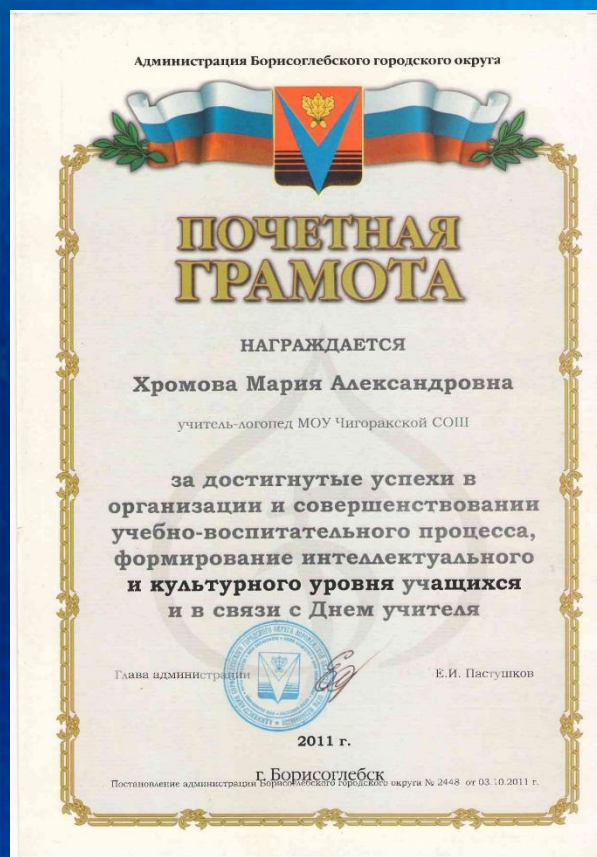 Администрация Борисоглебского городского округа
ПОЧЕТНАЯ
ГРАМОТА
НАГРАЖДАЕТСЯ
Хромова Мария Александровна
учитель-логопед МОУ Чигоракской СОШ
за достигнутые успехи в
организации и совершенствовании
учебно-воспитательного процесса,
формирование интеллектуального
и культурного уровня учащихся
и в связи с Днем учителя
Глава администрации Е.И. Пастушков
2011 г.
г. Борисоглебск
Постановление администрации Борисоглебского городского округа № 2448 от 03.10.2011 г.